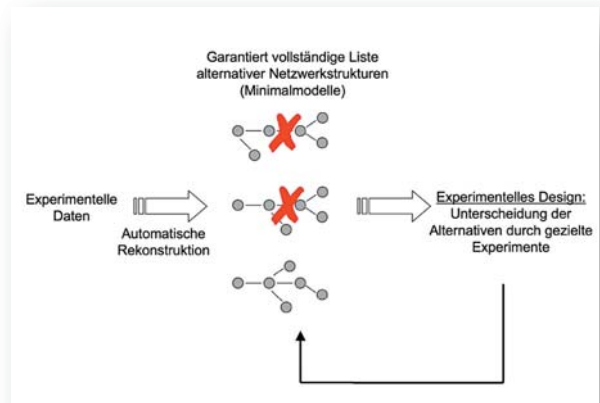 Garantiert vollständige Liste
alternativer Netzwerkstrukturen
(Minimalmodelle)
Experimentelle
Daten
Automatische
Rekonstruktion
Experimentelles Design:
Unterscheidung der
Alternativen durch gezielte
Experimente